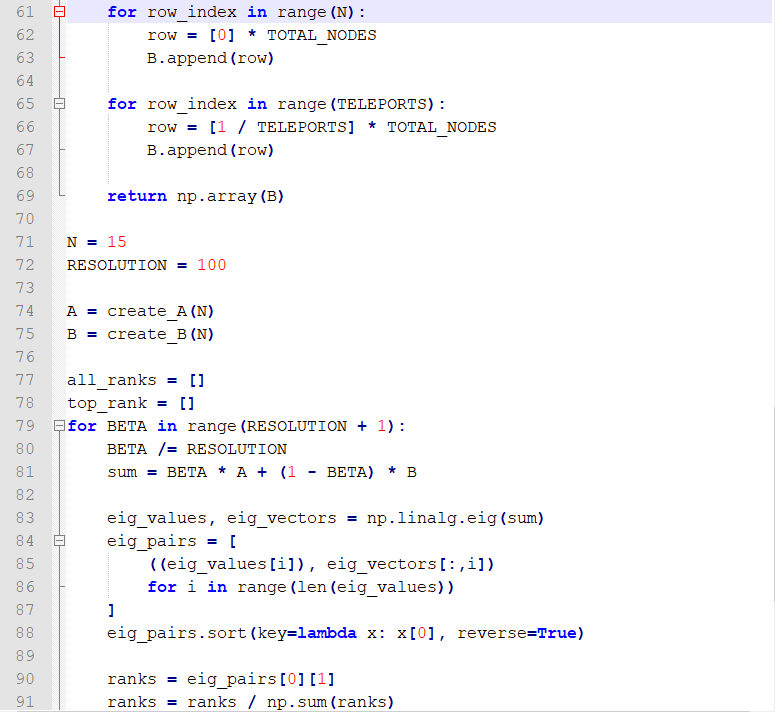 61 for row_index in range(N):
62 row = [0] * TOTAL_NODES
63 B.append(row)
64
65 for row_index in range(TELEPORTS):
66 row = [1 / TELEPORTS] * TOTAL_NODES
67 B.append(row)
68
69 return np.array(B)
70
71 N = 15
72 RESOLUTION = 100
73
74 A = create_A(N)
75 B = create_B(N)
76
77 all_ranks = []
78 top_rank = []
79 for BETA in range(RESOLUTION + 1):
80 BETA /= RESOLUTION
81 sum = BETA * A + (1 - BETA) * B
82
83 eig_values, eig_vectors = np.linalg.eig(sum)
84 eig_pairs = [
85 ((eig_values[i]), eig_vectors[:,i])
86 for i in range(len(eig_values))
87 ]
88 eig_pairs.sort(key=lambda x: x[0], reverse=True)
89
90 ranks = eig_pairs[0][1]
91 ranks = ranks / np.sum(ranks)